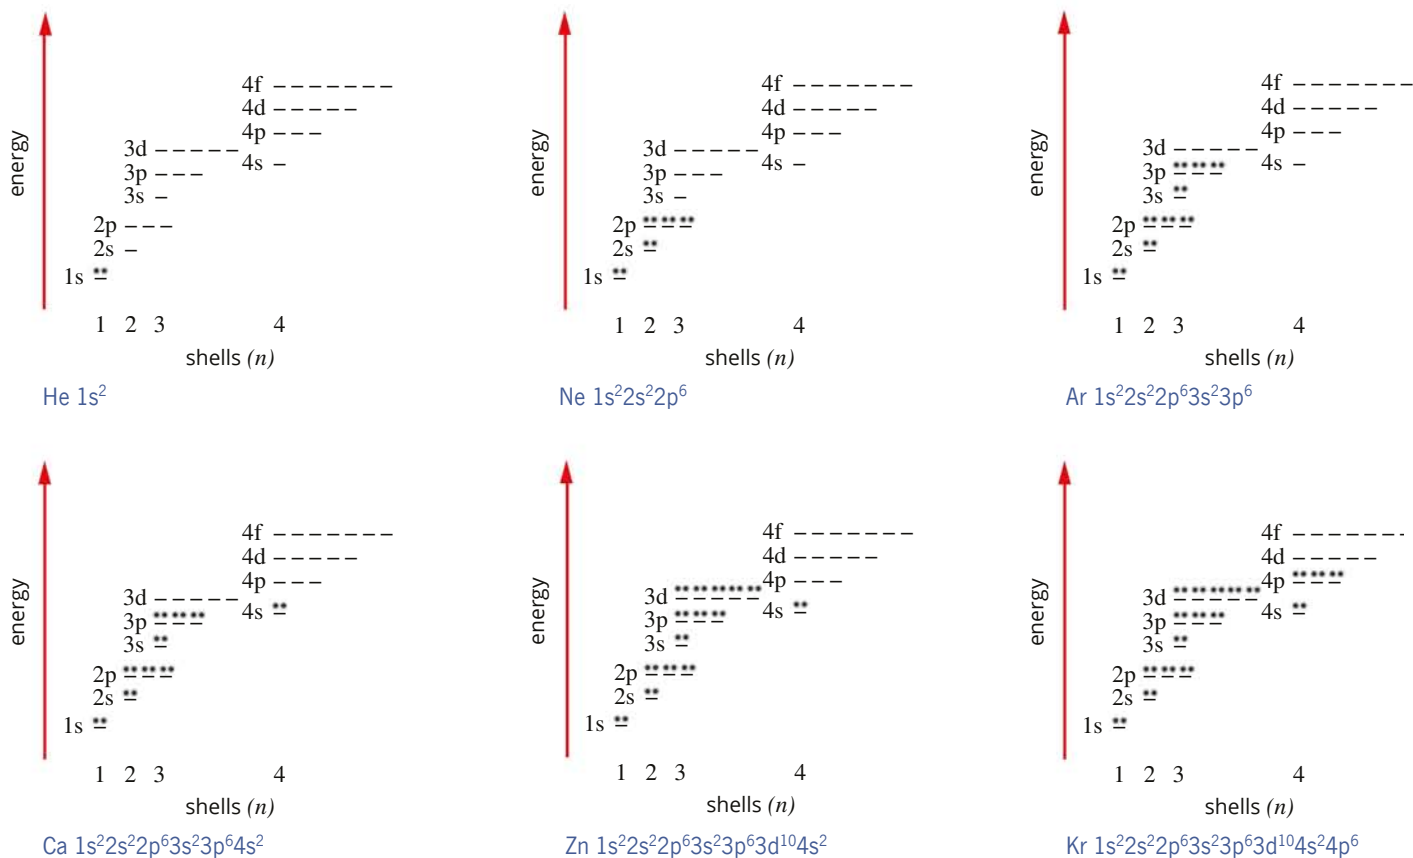 energy
4f
4d
4p
3d
4s
3p
3s
2p
2s
1s
1 2 3 4
shells (n)
He 1s²
energy
4f
4d
4p
3d
4s
3p
3s
2p
2s
1s
1 2 3 4
shells (n)
Ne 1s²2s²2p⁶
energy
4f
4d
4p
3d
4s
3p
3s
2p
2s
1s
1 2 3 4
shells (n)
Ar 1s²2s²2p⁶3s²3p⁶
energy
4f
4d
4p
3d
4s
3p
3s
2p
2s
1s
1 2 3 4
shells (n)
Ca 1s²2s²2p⁶3s²3p⁶4s²
energy
4f
4d
4p
3d
4s
3p
3s
2p
2s
1s
1 2 3 4
shells (n)
Zn 1s²2s²2p⁶3s²3p⁶3d¹⁰4s²
energy
4f
4d
4p
3d
4s
3p
3s
2p
2s
1s
1 2 3 4
shells (n)
Kr 1s²2s²2p⁶3s²3p⁶3d¹⁰4s²4p⁶